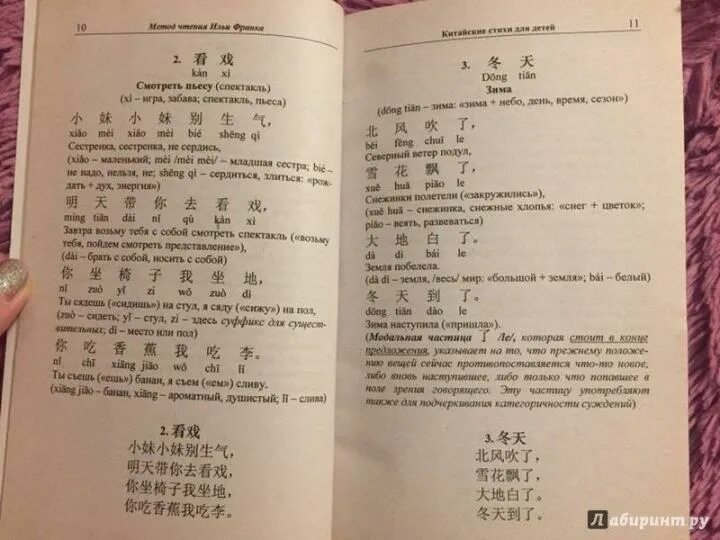 10 Метод чтения Ильи Франка
2. 看 戏
kàn xì
Смотреть пьесу (спектакль)
(xì – игра, забава; спектакль, пьеса)
小 妹 小 妹 别 生 气，
xiǎo mèi xiǎo mèi bié shēng qì
Сестренка, сестренка, не сердись,
(xiǎo – маленький; mèi /mèi mèi/ – младшая сестра; bié –
не надо, нельзя, не; shēng qì – сердиться, злиться: «рож-
дать + дух, энергия»)
明 天 带 你 去 看 戏，
míng tiān dài nǐ qù kàn xì
Завтра возьму тебя с собой смотреть спектакль («возьму
тебя, пойдем смотреть представление»),
(dài – брать с собой, носить с собой)
你 坐 椅 子 我 坐 地，
nǐ zuò yǐ zi wǒ zuò dì
Ты сядешь («сидишь») на стул, я сяду («сижу») на пол,
(zuò – сидеть; yǐ – стул, zi – здесь суффикс для сущест-
вительных; dì – место или пол)
你 吃 香 蕉 我 吃 李。
nǐ chī xiāng jiāo wǒ chī lǐ
Ты съешь («ешь») банан, я съем («ем») сливу.
(xiāng jiāo – банан, xiāng – ароматный, душистый; lǐ – слива)
2. 看戏
小妹小妹别生气，
明天带你去看戏，
你坐椅子我坐地，
你吃香蕉我吃李。
Китайские стихи для детей 11
3. 冬 天
Dōng tiān
Зима
(dōng tiān – зима: «зима + небо, день, время, сезон»)
北 风 吹 了，
běi fēng chuī le
Северный ветер подул,
雪 花 飘 了，
xuě huā piāo le
Снежинки полетели («закружились»),
(xuě huā – снежинка, снежные хлопья: «снег + цветок»;
piāo – веять, развеваться)
大 地 白 了。
dà dì bái le
Земля побелела.
(dà dì – земля, /весь/ мир: «большой + земля»; bái – белый)
冬 天 到 了。
dōng tiān dào le
Зима наступила («пришла»).
(Модальная частица 了 /le/, которая стоит в конце
предложения, указывает на то, что прежнему положе-
нию вещей сейчас противопоставляется что-то новое,
либо вновь наступившее, либо только что попавшее в
поле зрения говорящего. Эту частицу употребляют
также для подчеркивания категоричности суждений)
3. 冬天
北风吹了，
雪花飘了，
大地白了。
冬天到了。
Лабиринт.ру